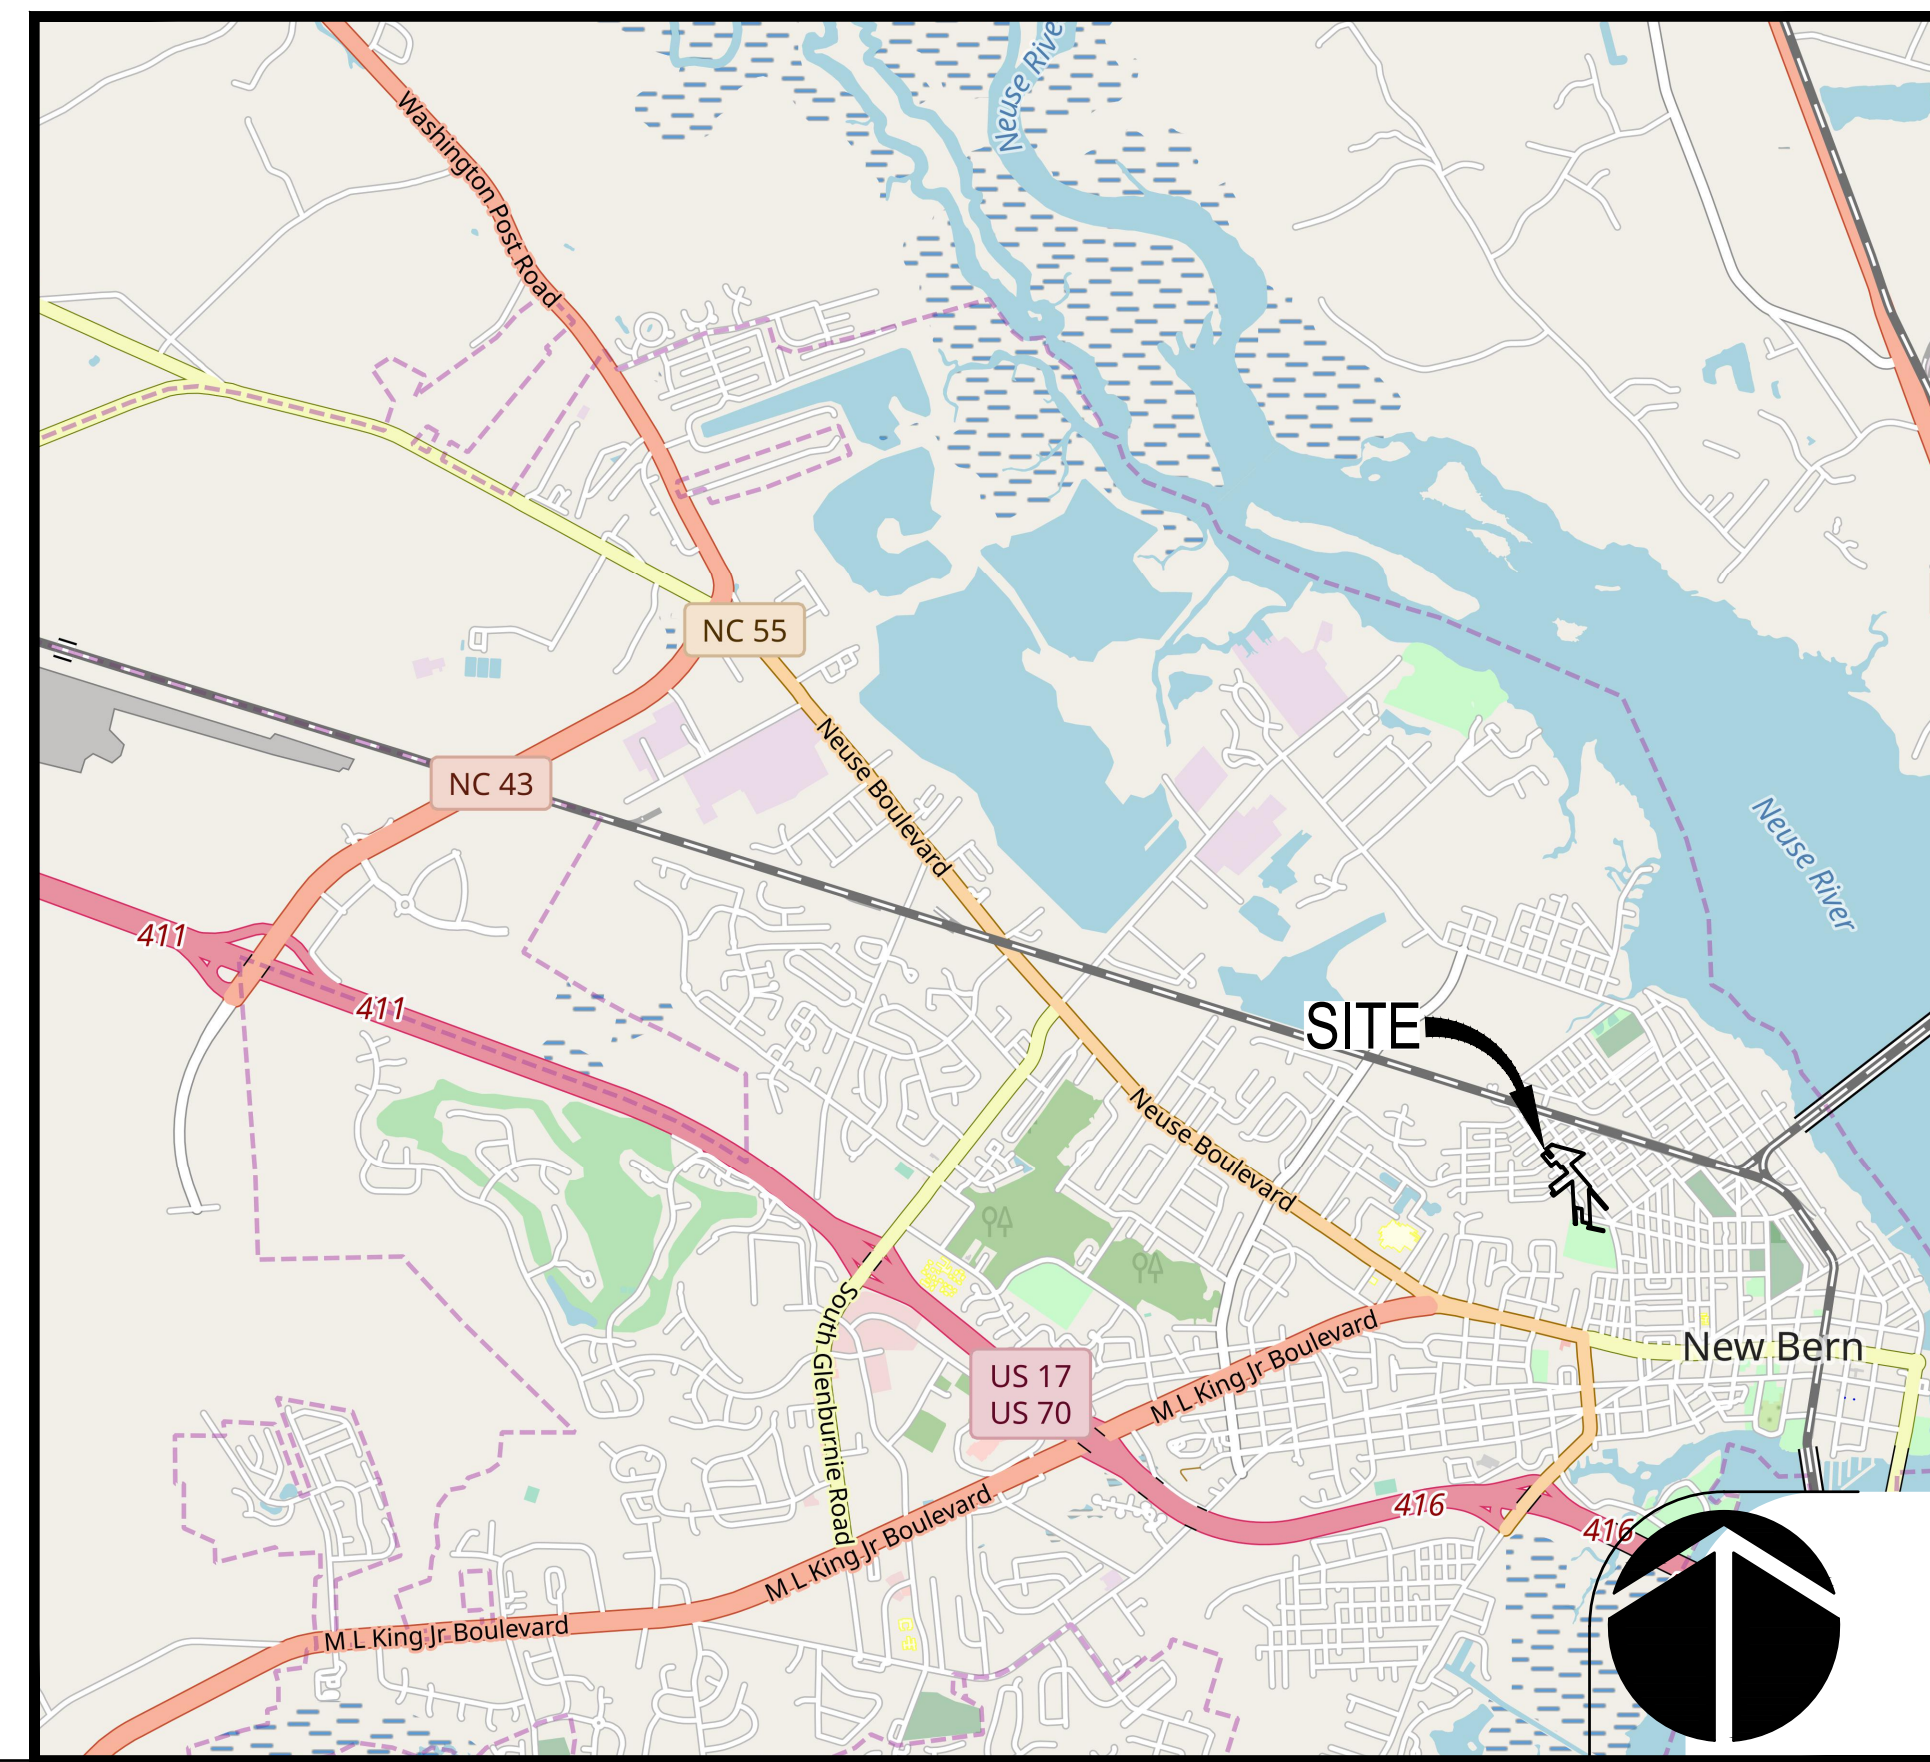 Neuse Rive
Washington Post Road
NC 55
Neuse Boulevard
NC 43
Neuse River
411
411
SITE
Neuse Boulevard
South Glenburnie Road
New Bern
US 17
US 70
M L King Jr Boulevard
M L King Jr Boulevard
416
416
M L King Jr Boulevard